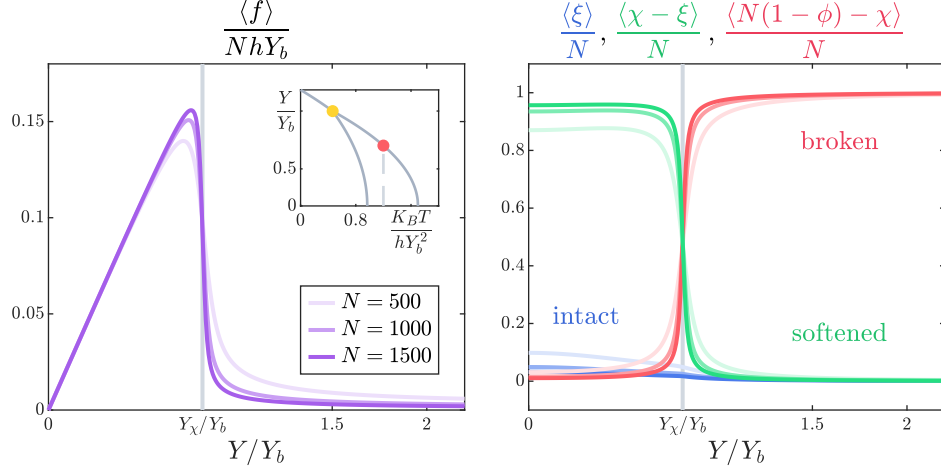 ⟨f⟩ / NhY_b
0.15
0.1
0.05
0
0
Y_χ/Y_b
1.5
2
Y/Y_b
Y / Y_b
0.5
0
0
0.8
K_B T / hY_b^2
N = 500
N = 1000
N = 1500
⟨ξ⟩ / N , ⟨χ − ξ⟩ / N , ⟨N(1 − ϕ) − χ⟩ / N
1
0.8
0.6
0.4
0.2
0
broken
intact
softened
0
Y_χ/Y_b
1.5
2
Y/Y_b